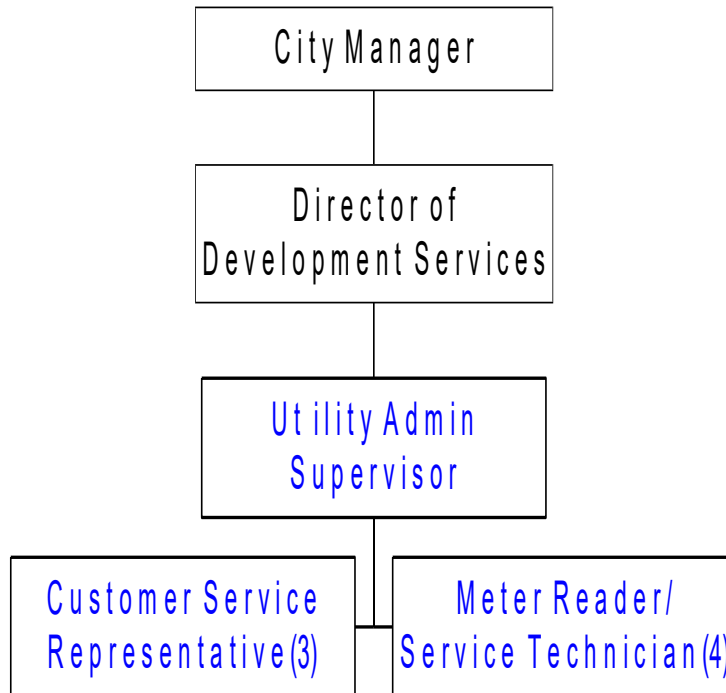 City Manager
Director of
Development Services
Utility Admin
Supervisor
Customer Service
Representative (3)
Meter Reader/
Service Technician (4)